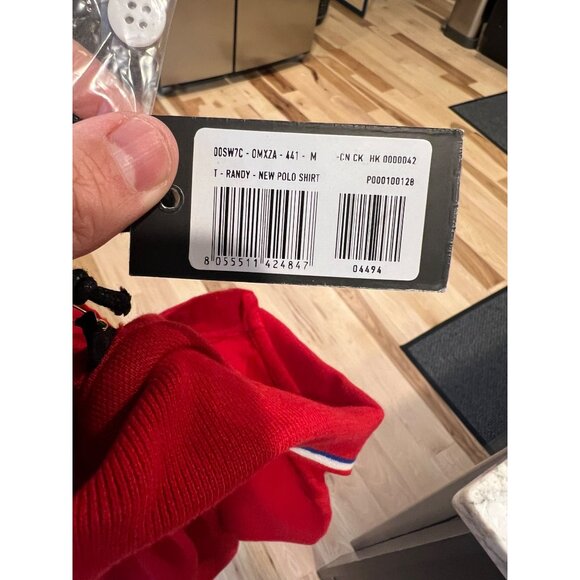 00SW7C - 0MXZA - 441 - M
-CN CK HK 0000042
T - RANDY - NEW POLO SHIRT
P000100128
8 055511 424847
04494